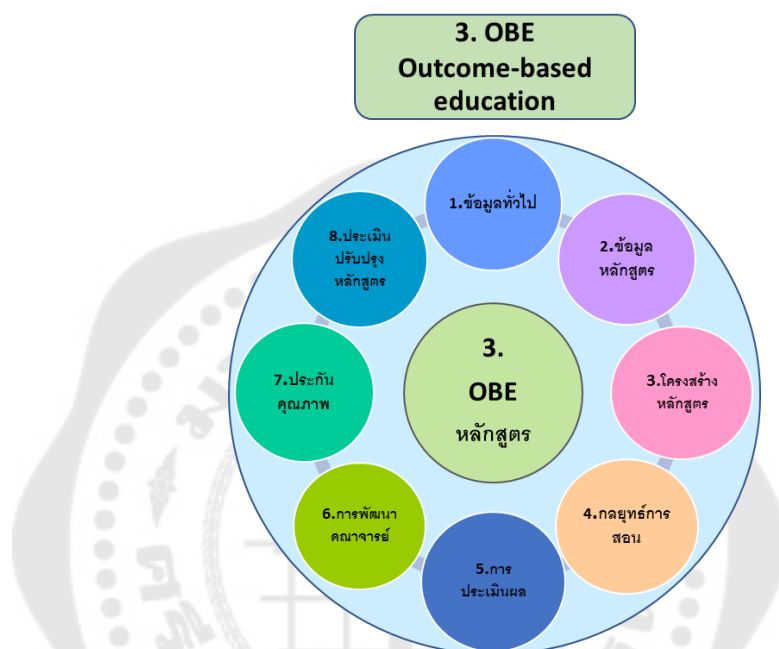 3. OBE
Outcome-based
education
1.ข้อมูลทั่วไป
2.ข้อมูล
หลักสูตร
3.โครงสร้าง
หลักสูตร
4.กลยุทธ์การ
สอน
5.การ
ประเมินผล
6.การพัฒนา
คณาจารย์
7.ประกัน
คุณภาพ
8.ประเมิน
ปรับปรุง
หลักสูตร
3.
OBE
หลักสูตร